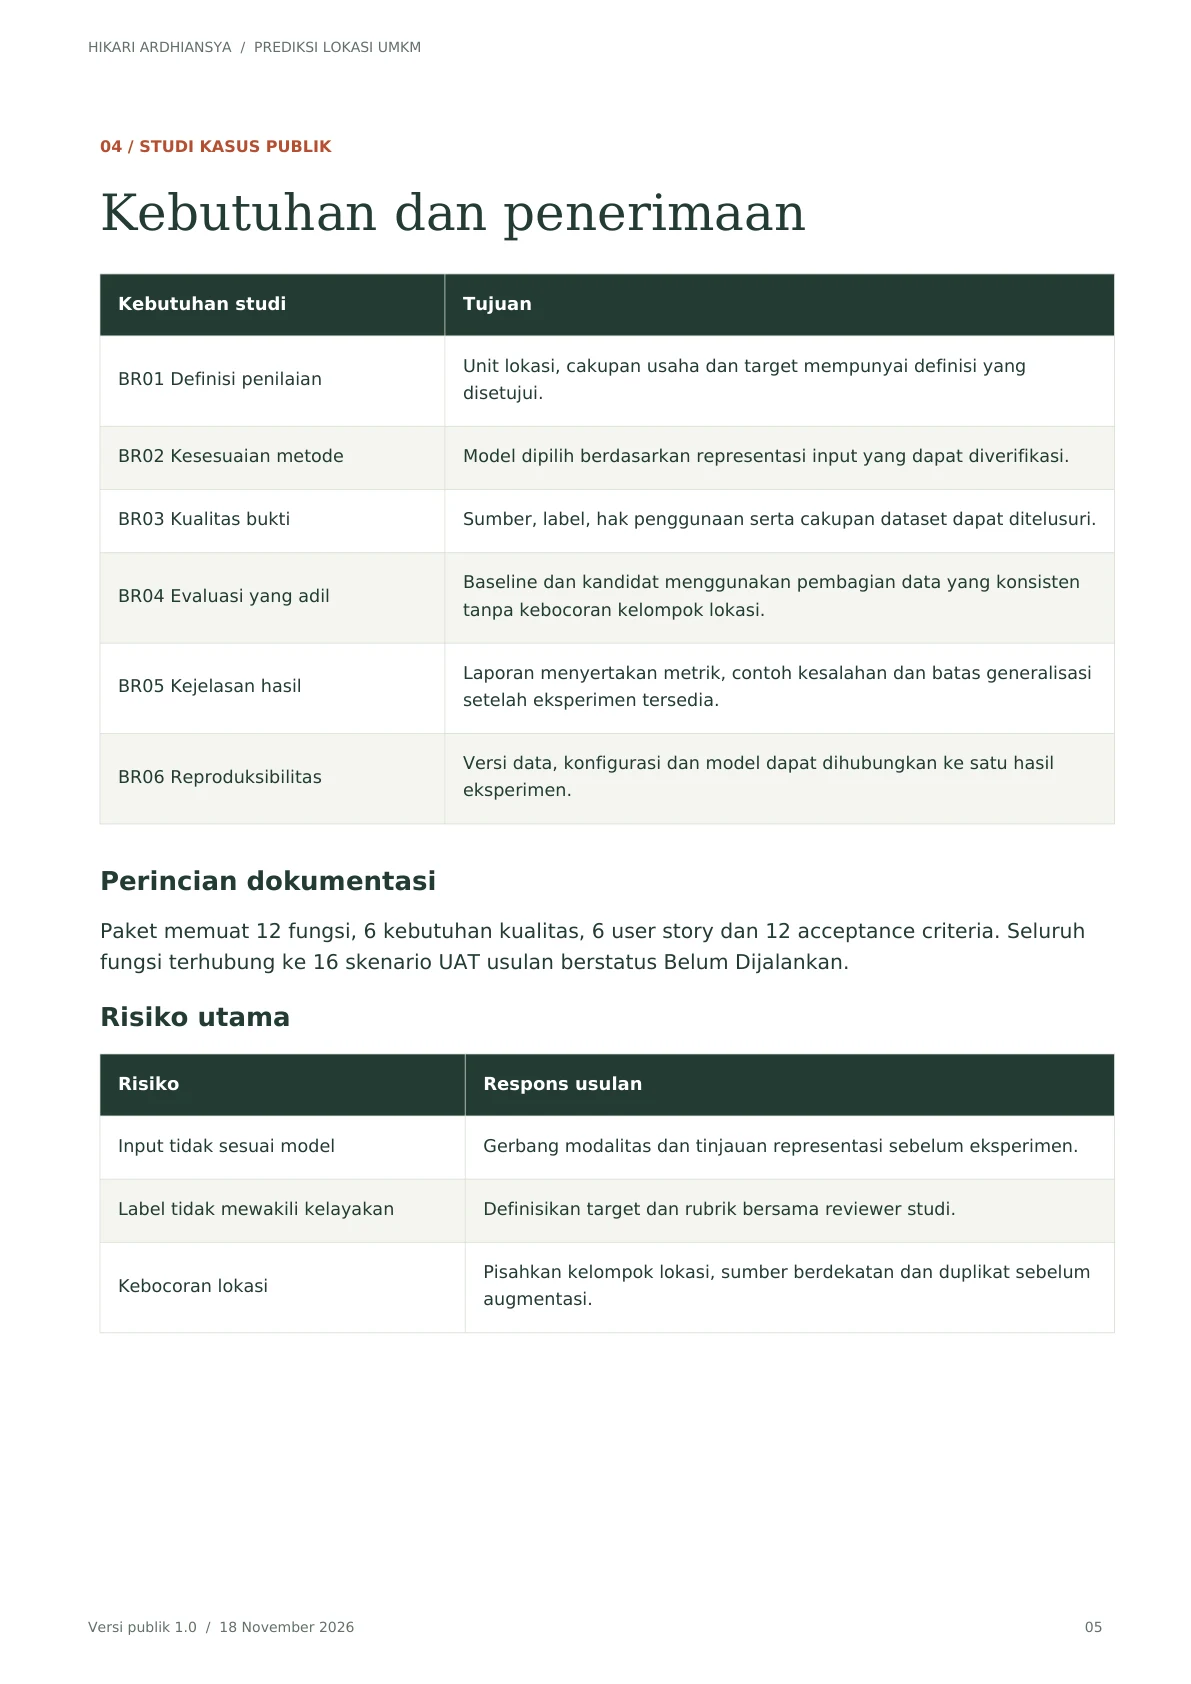 HIKARI ARDHIANSYA / PREDIKSI LOKASI UMKM
04 / STUDI KASUS PUBLIK
Kebutuhan dan penerimaan
Kebutuhan studi
Tujuan
BR01 Definisi penilaian
Unit lokasi, cakupan usaha dan target mempunyai definisi yang
disetujui.
BR02 Kesesuaian metode
Model dipilih berdasarkan representasi input yang dapat diverifikasi.
BR03 Kualitas bukti
Sumber, label, hak penggunaan serta cakupan dataset dapat ditelusuri.
BR04 Evaluasi yang adil
Baseline dan kandidat menggunakan pembagian data yang konsisten
tanpa kebocoran kelompok lokasi.
BR05 Kejelasan hasil
Laporan menyertakan metrik, contoh kesalahan dan batas generalisasi
setelah eksperimen tersedia.
BR06 Reproduksibilitas
Versi data, konfigurasi dan model dapat dihubungkan ke satu hasil
eksperimen.
Perincian dokumentasi
Paket memuat 12 fungsi, 6 kebutuhan kualitas, 6 user story dan 12 acceptance criteria. Seluruh
fungsi terhubung ke 16 skenario UAT usulan berstatus Belum Dijalankan.
Risiko utama
Risiko
Respons usulan
Input tidak sesuai model
Gerbang modalitas dan tinjauan representasi sebelum eksperimen.
Label tidak mewakili kelayakan
Definisikan target dan rubrik bersama reviewer studi.
Kebocoran lokasi
Pisahkan kelompok lokasi, sumber berdekatan dan duplikat sebelum
augmentasi.
Versi publik 1.0 / 18 November 2026
05